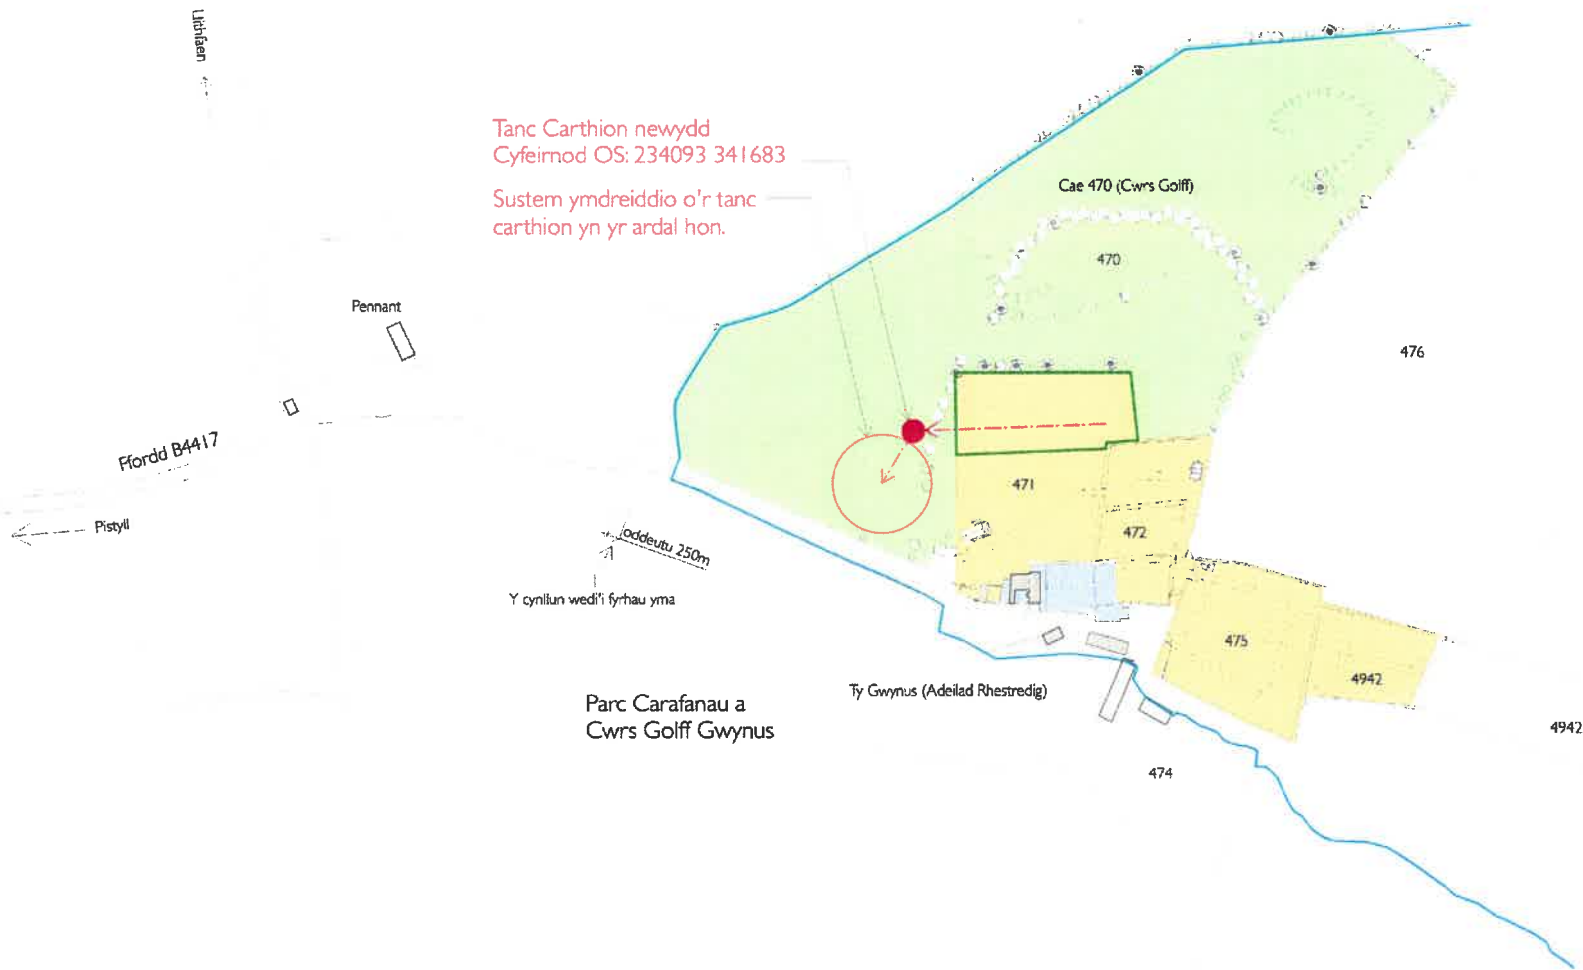 Llithfaen
Tanc Carthion newydd
Cyfeirnod OS: 234093 341683
Sustem ymdreiddio o'r tanc
carthion yn yr ardal hon.
Cae 470 (Cwrs Golff)
470
Pennant
476
Ffordd B4417
471
Pistyll
472
oddeutu 250m
Y cynllun wedi'i fyrhau yma
475
4942
Ty Gwynus (Adeilad Rhestredig)
Parc Carafanau a
Cwrs Golff Gwynus
4942
474